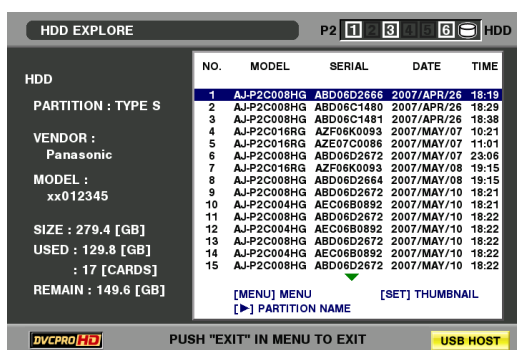 HDD EXPLORE
P2 1 2 3 4 5 6 HDD
HDD
PARTITION : TYPE S
VENDOR :
Panasonic
MODEL :
xx012345
SIZE : 279.4 [GB]
USED : 129.8 [GB]
: 17 [CARDS]
REMAIN : 149.6 [GB]
NO. MODEL SERIAL DATE TIME
1 AJ-P2C008HG ABD06D2666 2007/APR/26 18:19
2 AJ-P2C008HG ABD06C1480 2007/APR/26 18:29
3 AJ-P2C008HG ABD06C1481 2007/APR/26 18:38
4 AJ-P2C016RG AZF06K0093 2007/MAY/07 10:21
5 AJ-P2C016RG AZE07C0086 2007/MAY/07 11:01
6 AJ-P2C008HG ABD06D2672 2007/MAY/07 23:06
7 AJ-P2C016RG AZF06K0093 2007/MAY/08 19:15
8 AJ-P2C008HG ABD06D2664 2007/MAY/08 19:15
9 AJ-P2C008HG ABD06D2672 2007/MAY/10 18:21
10 AJ-P2C004HG AEC06B0892 2007/MAY/10 18:21
11 AJ-P2C008HG ABD06D2672 2007/MAY/10 18:22
12 AJ-P2C004HG AEC06B0892 2007/MAY/10 18:22
13 AJ-P2C008HG ABD06D2672 2007/MAY/10 18:22
14 AJ-P2C004HG AEC06B0892 2007/MAY/10 18:22
15 AJ-P2C008HG ABD06D2672 2007/MAY/10 18:22
[MENU] MENU [SET] THUMBNAIL
[▶] PARTITION NAME
DVCPRO HD PUSH "EXIT" IN MENU TO EXIT USB HOST